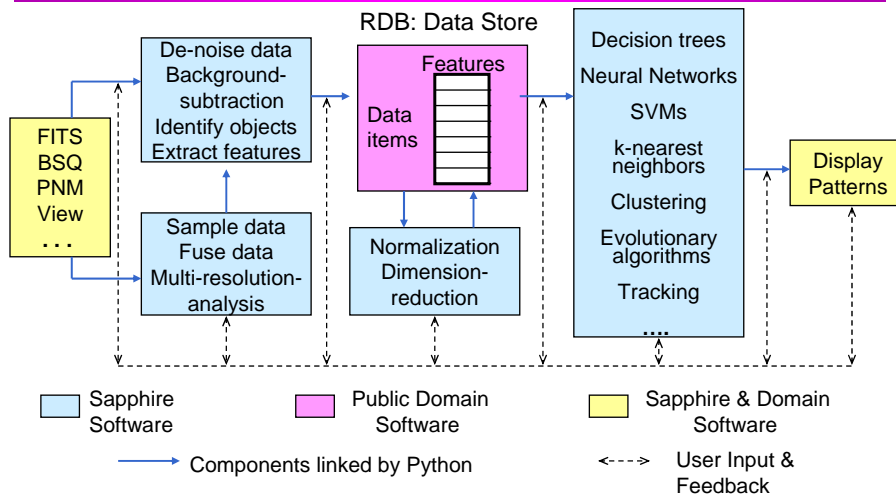 RDB: Data Store
FITS
BSQ
PNM
View
. . .
De-noise data
Background-
subtraction
Identify objects
Extract features
Sample data
Fuse data
Multi-resolution-
analysis
Features
Data
items
Normalization
Dimension-
reduction
Decision trees
Neural Networks
SVMs
k-nearest
neighbors
Clustering
Evolutionary
algorithms
Tracking
....
Display
Patterns
Sapphire
Software
Public Domain
Software
Sapphire & Domain
Software
Components linked by Python
User Input &
Feedback